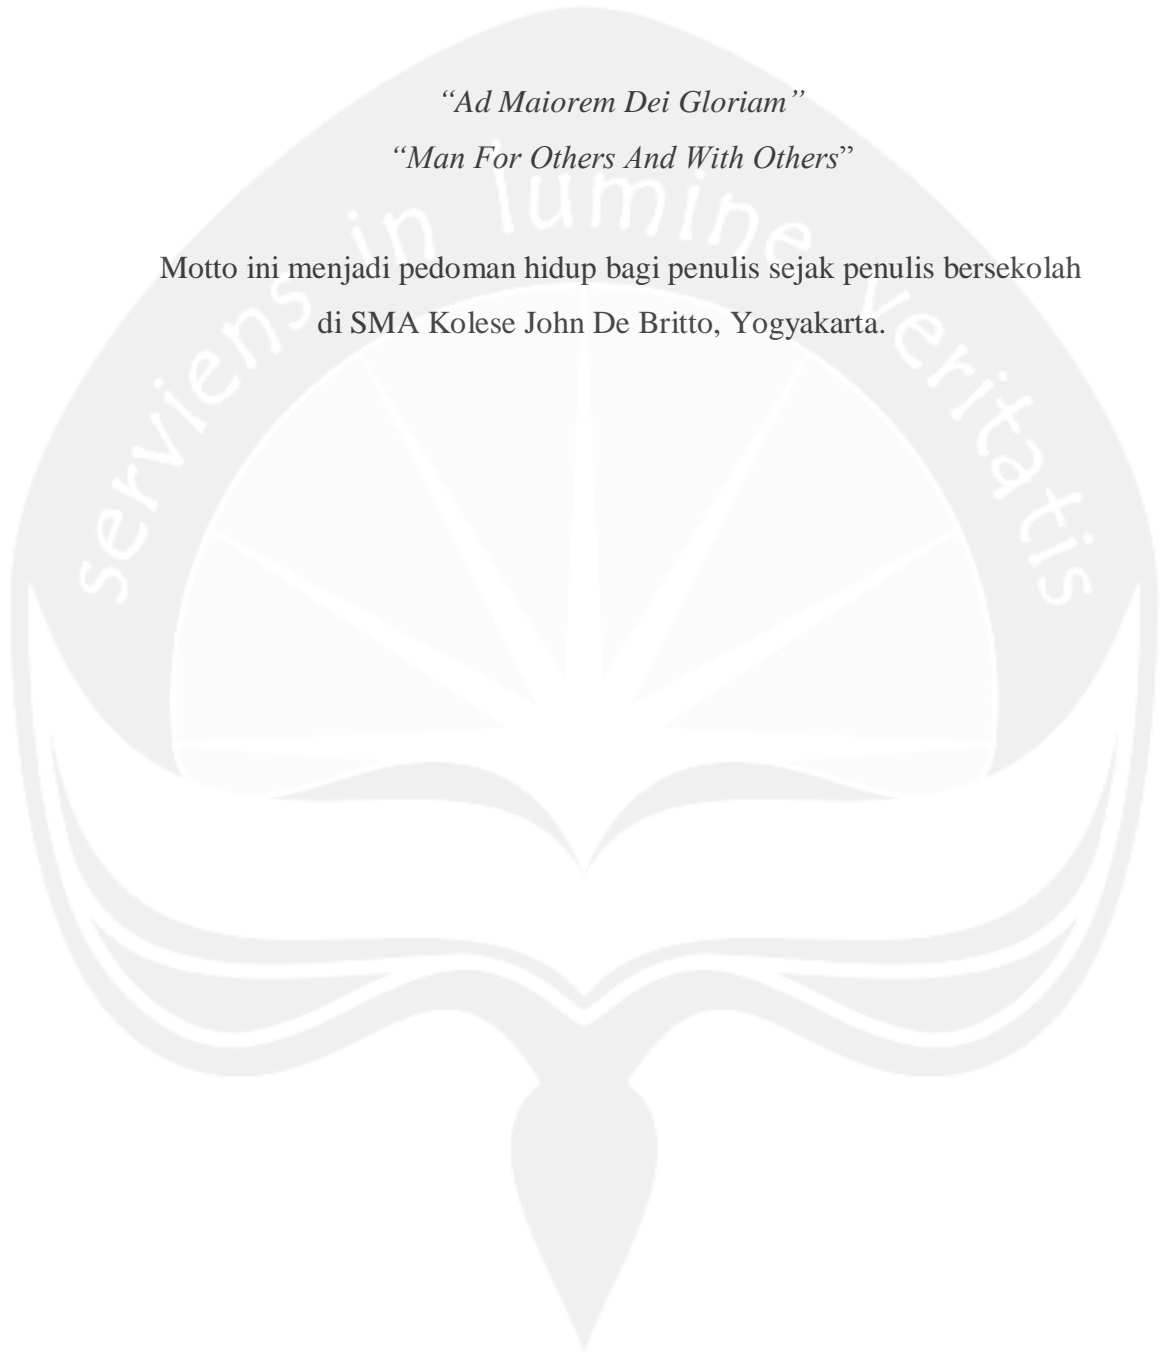 “Ad Maiorem Dei Gloriam”
“Man For Others And With Others”
Motto ini menjadi pedoman hidup bagi penulis sejak penulis bersekolah
di SMA Kolese John De Britto, Yogyakarta.
serviens in lumine veritatis